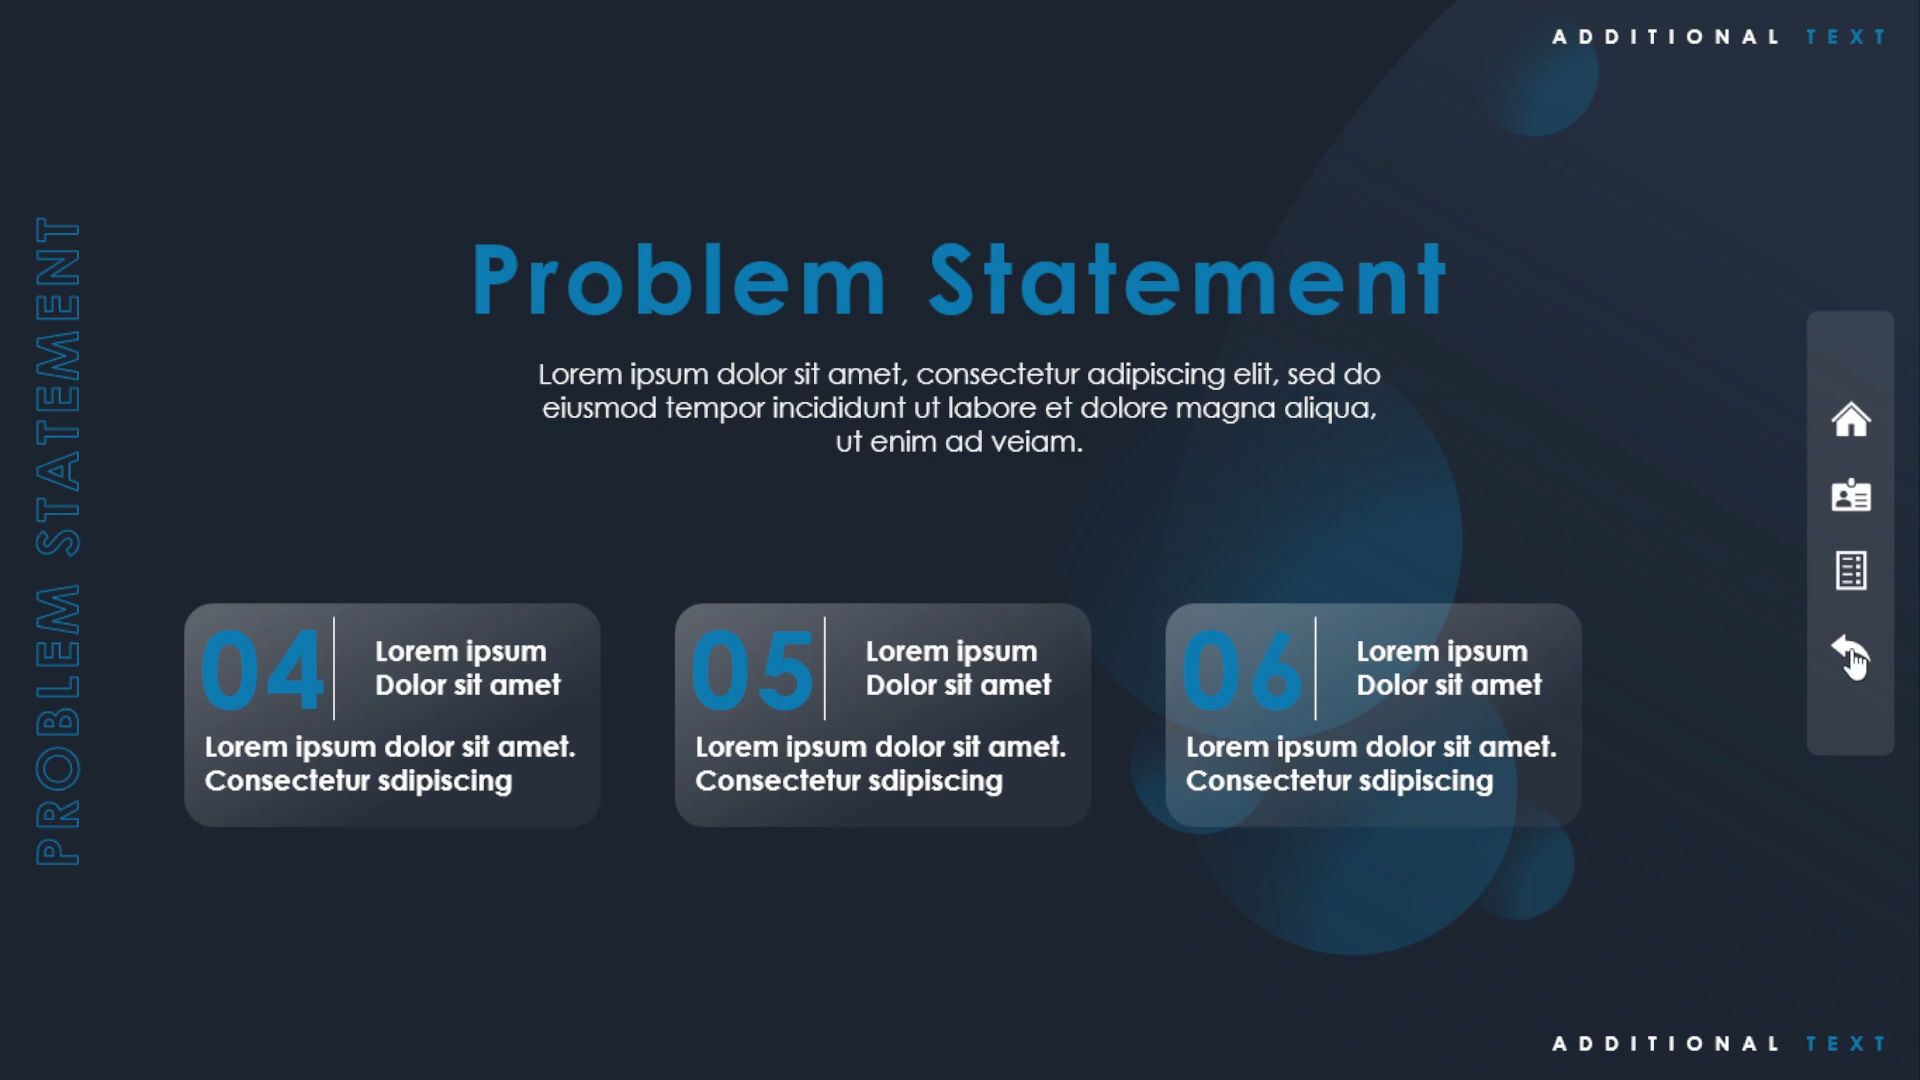 ADDITIONAL TEXT
PROBLEM STATEMENT
Problem Statement
Lorem ipsum dolor sit amet, consectetur adipiscing elit, sed do
eiusmod tempor incididunt ut labore et dolore magna aliqua,
ut enim ad veiam.
04
Lorem ipsum
Dolor sit amet
Lorem ipsum dolor sit amet.
Consectetur sdipiscing
05
Lorem ipsum
Dolor sit amet
Lorem ipsum dolor sit amet.
Consectetur sdipiscing
06
Lorem ipsum
Dolor sit amet
Lorem ipsum dolor sit amet.
Consectetur sdipiscing
ADDITIONAL TEXT